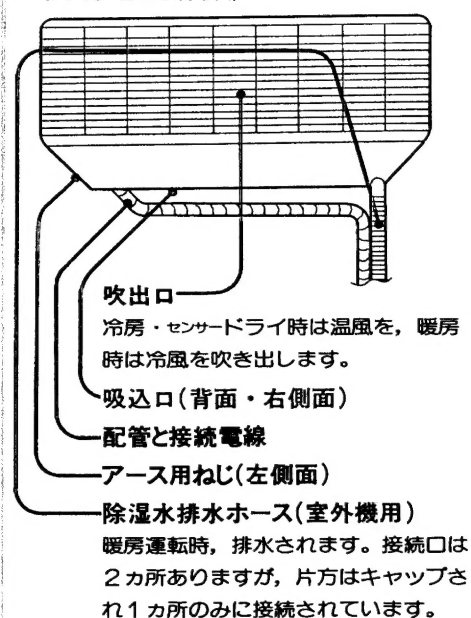 吹出口
冷房・センサードライ時は温風を，暖房
時は冷風を吹き出します。
吸込口(背面・右側面)
配管と接続電線
アース用ねじ(左側面)
除湿水排水ホース(室外機用)
暖房運転時，排水されます。接続口は
２ヵ所ありますが，片方はキャップさ
れ１ヵ所のみに接続されています。